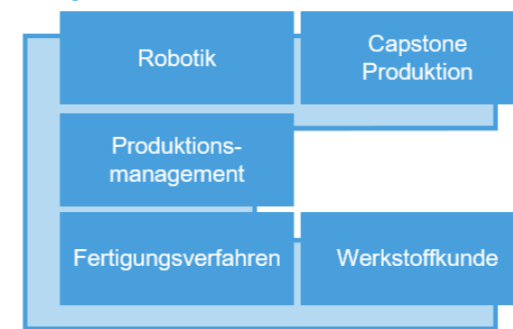 Robotik
Capstone
Produktion
Produktions-
management
Fertigungsverfahren
Werkstoffkunde